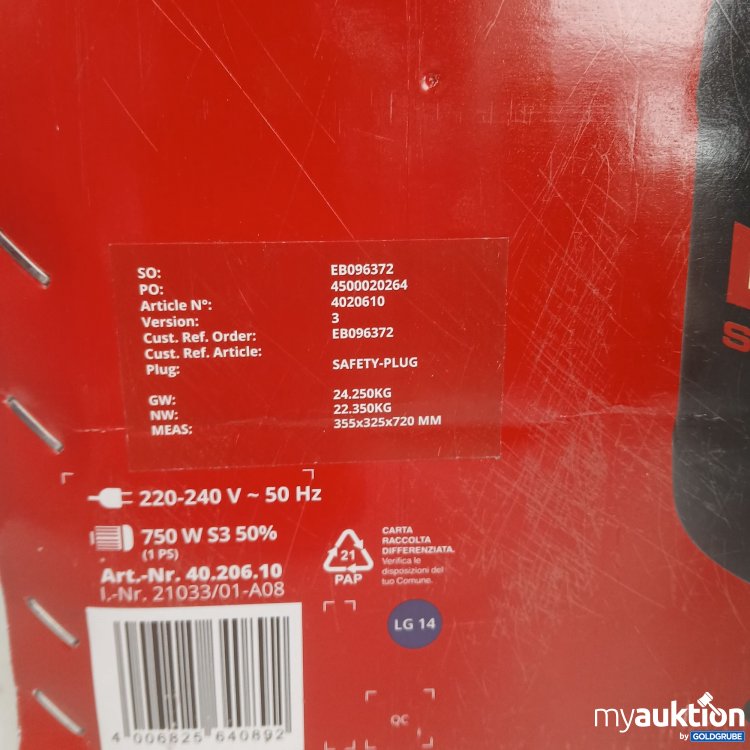 SO: EB096372
PO: 4500020264
Article N°: 4020610
Version: 3
Cust. Ref. Order: EB096372
Cust. Ref. Article:
Plug: SAFETY-PLUG
GW: 24.250KG
NW: 22.350KG
MEAS: 355x325x720 MM
220-240 V ~ 50 Hz
750 W S3 50%
(1 PS)
Art.-Nr. 40.206.10
I.-Nr. 21033/01-A08
21
PAP
CARTA
RACCOLTA
DIFFERENZIATA.
Verifica le
disposizioni del
tuo Comune.
LG 14
QC
4 006825 640892
myauktion
by GOLDGRUBE